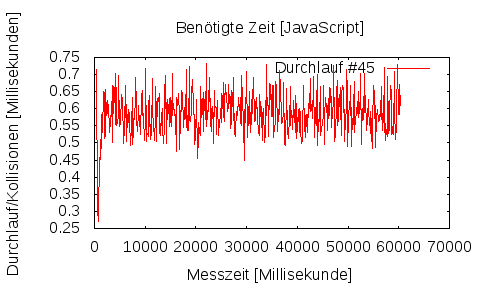 Benötigte Zeit [JavaScript]
Durchlauf/Kollisionen [Millisekunden]
Durchlauf #45
0.75
0.7
0.65
0.6
0.55
0.5
0.45
0.4
0.35
0.3
0.25
0 10000 20000 30000 40000 50000 60000 70000
Messzeit [Millisekunde]